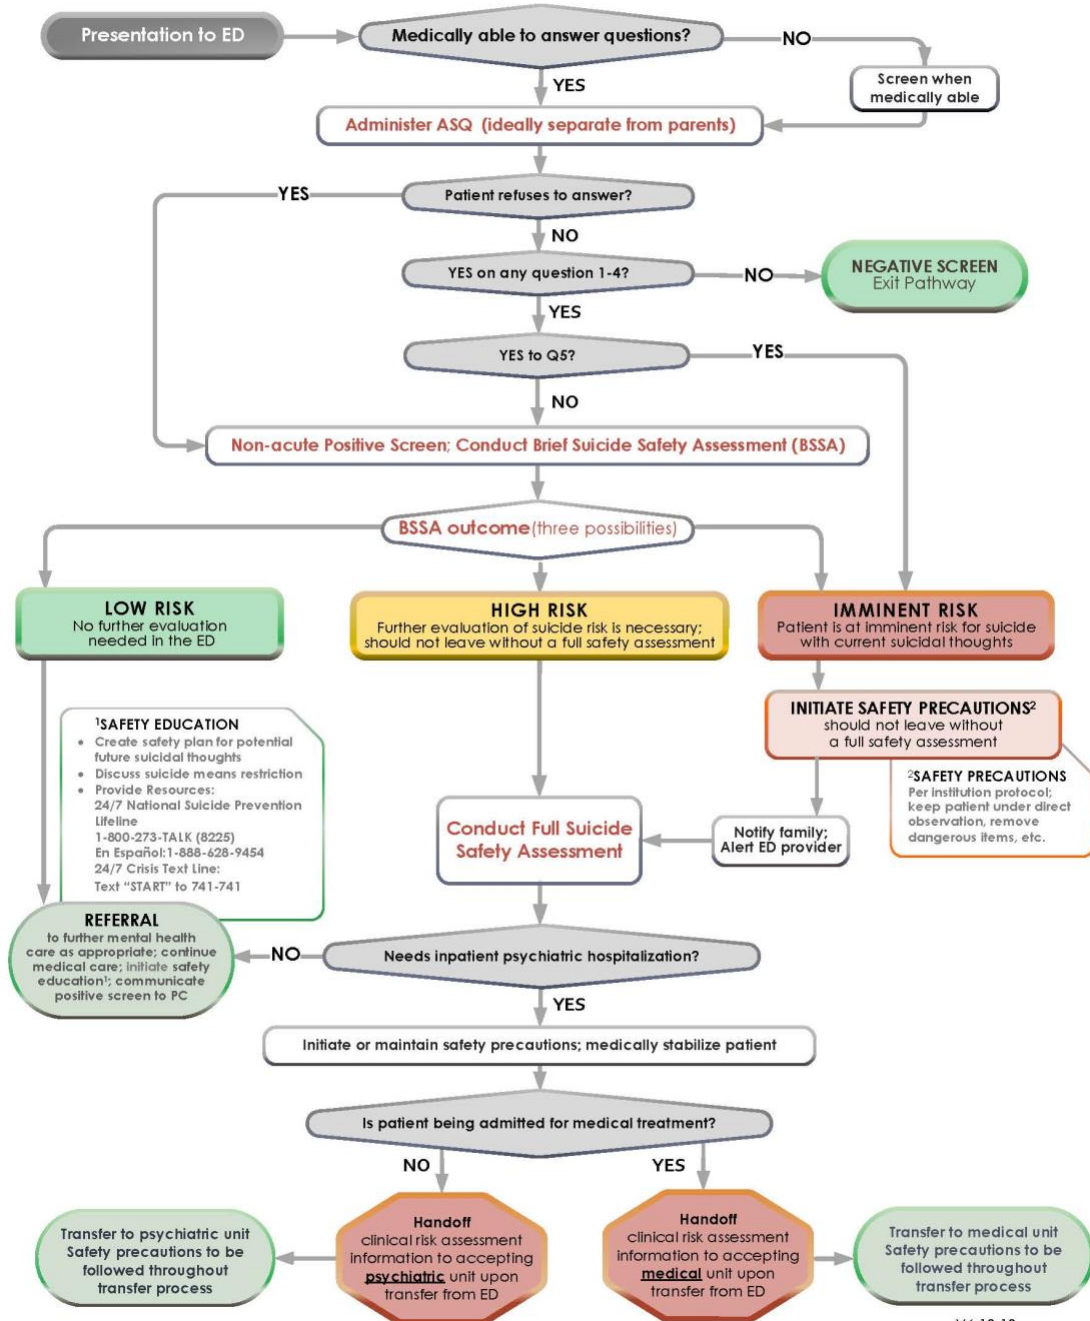 Presentation to ED
Medically able to answer questions?
NO
YES
Screen when
medically able
Administer ASQ (ideally separate from parents)
YES
Patient refuses to answer?
NO
YES on any question 1-4?
NO
NEGATIVE SCREEN
Exit Pathway
YES
YES to Q5?
YES
NO
Non-acute Positive Screen; Conduct Brief Suicide Safety Assessment (BSSA)
BSSA outcome(three possibilities)
LOW RISK
No further evaluation
needed in the ED
HIGH RISK
Further evaluation of suicide risk is necessary;
should not leave without a full safety assessment
IMMINENT RISK
Patient is at imminent risk for suicide
with current suicidal thoughts
INITIATE SAFETY PRECAUTIONS²
should not leave without
a full safety assessment
¹SAFETY EDUCATION
• Create safety plan for potential
future suicidal thoughts
• Discuss suicide means restriction
• Provide Resources:
24/7 National Suicide Prevention
Lifeline
1-800-273-TALK (8225)
En Español:1-888-628-9454
24/7 Crisis Text Line:
Text "START" to 741-741
²SAFETY PRECAUTIONS
Per institution protocol;
keep patient under direct
observation, remove
dangerous items, etc.
Conduct Full Suicide
Safety Assessment
Notify family;
Alert ED provider
REFERRAL
to further mental health
care as appropriate; continue
medical care; initiate safety
education¹; communicate
positive screen to PC
NO
Needs inpatient psychiatric hospitalization?
YES
Initiate or maintain safety precautions; medically stabilize patient
Is patient being admitted for medical treatment?
NO
YES
Transfer to psychiatric unit
Safety precautions to be
followed throughout
transfer process
Handoff
clinical risk assessment
information to accepting
psychiatric unit upon
transfer from ED
Handoff
clinical risk assessment
information to accepting
medical unit upon
transfer from ED
Transfer to medical unit
Safety precautions to be
followed throughout
transfer process